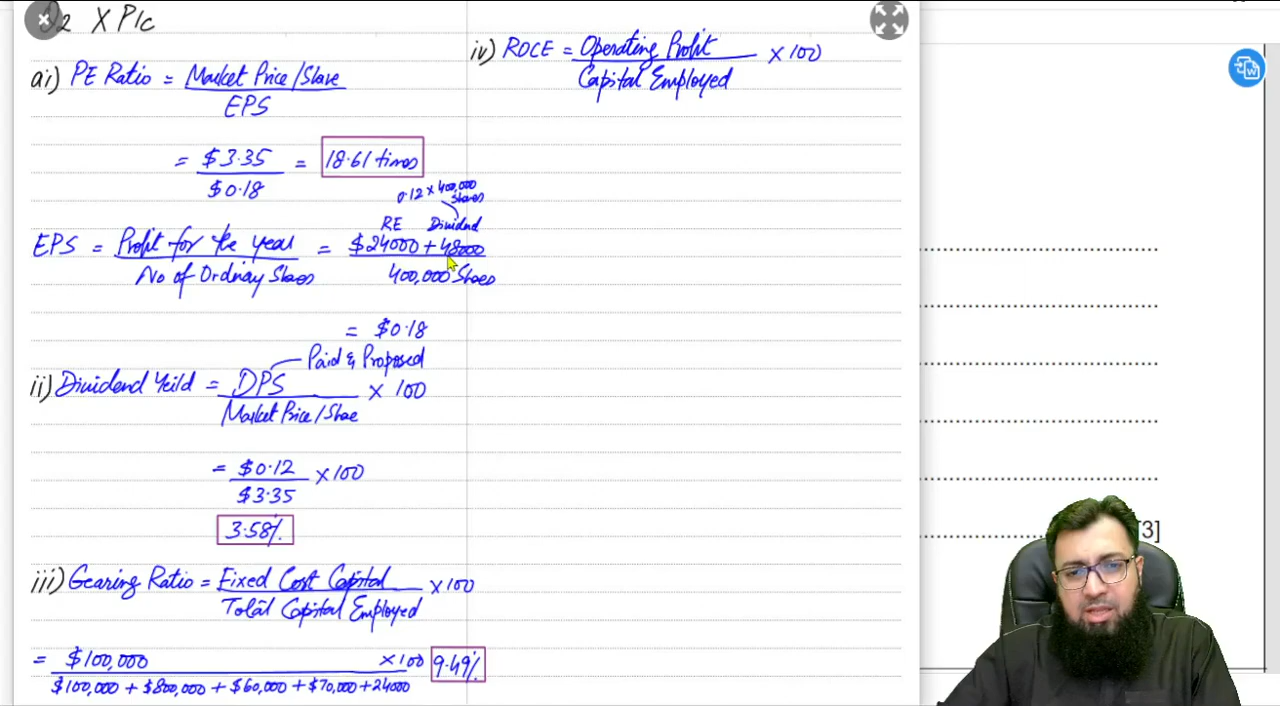 Q2 X Plc
ai) PE Ratio = Market Price/Share
EPS
= $3.35 = 18.61 times
$0.18
0.12 × 400,000
Shares
RE Dividend
EPS = Profit for the year = $24000 + 48000
No of Ordinary Shares 400,000 Shares
= $0.18
Paid & Proposed
ii) Dividend Yeild = DPS × 100
Market Price/Share
= $0.12 × 100
$3.35
3.58%
iii) Gearing Ratio = Fixed Cost Capital × 100
Total Capital Employed
= $100,000 × 100 9.49%
$100,000 + $800,000 + $60,000 + $70,000 + 24000
iv) ROCE = Operating Profit × 100
Capital Employed
[3]
W